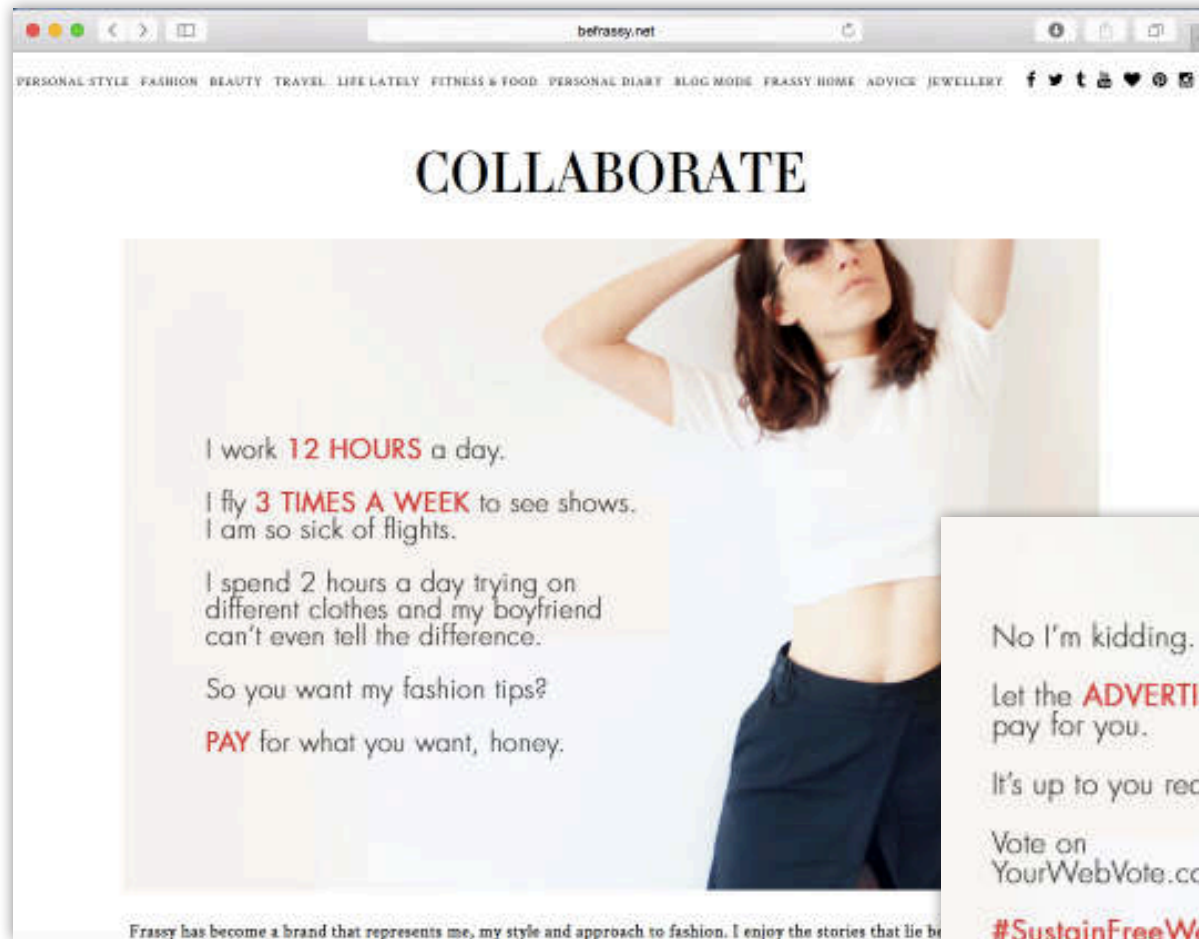 befrassy.net
PERSONAL STYLE FASHION BEAUTY TRAVEL LIFE LATELY FITNESS & FOOD PERSONAL DIARY BLOG MODE FRASSY HOME ADVICE JEWELLERY
COLLABORATE
I work 12 HOURS a day.
I fly 3 TIMES A WEEK to see shows.
I am so sick of flights.
I spend 2 hours a day trying on
different clothes and my boyfriend
can't even tell the difference.
So you want my fashion tips?
PAY for what you want, honey.
Frassy has become a brand that represents me, my style and approach to fashion. I enjoy the stories that lie be
No I'm kidding.
Let the ADVERTI
pay for you.
It's up to you rea
Vote on
YourWebVote.co
#SustainFreeW